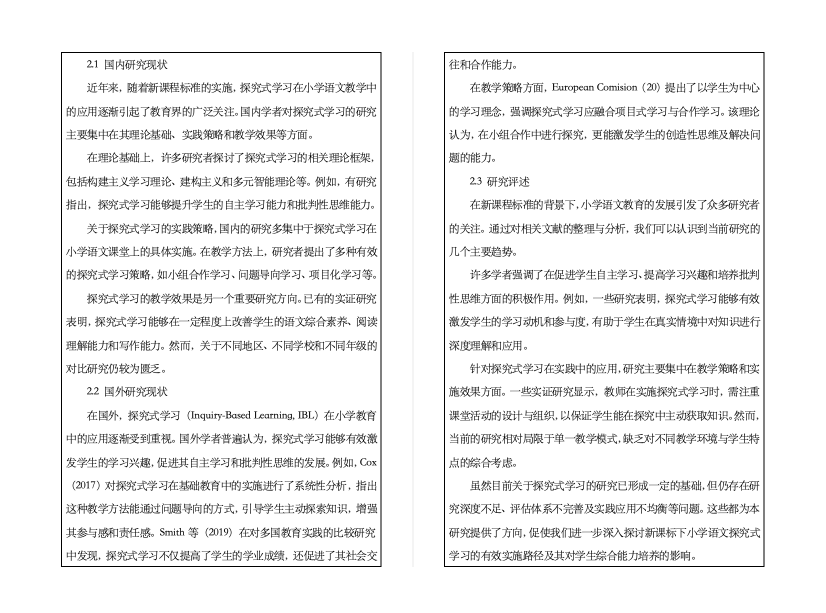 2.1 国内研究现状
近年来，随着新课程标准的实施，探究式学习在小学语文教学中
的应用逐渐引起了教育界的广泛关注。国内学者对探究式学习的研究
主要集中在其理论基础、实践策略和教学效果等方面。
在理论基础上，许多研究者探讨了探究式学习的相关理论框架，
包括构建主义学习理论、建构主义和多元智能理论等。例如，有研究
指出，探究式学习能够提升学生的自主学习能力和批判性思维能力。
关于探究式学习的实践策略，国内的研究多集中于探究式学习在
小学语文课堂上的具体实施。在教学方法上，研究者提出了多种有效
的探究式学习策略，如小组合作学习、问题导向学习、项目化学习等。
探究式学习的教学效果是另一个重要研究方向。已有的实证研究
表明，探究式学习能够在一定程度上改善学生的语文综合素养、阅读
理解能力和写作能力。然而，关于不同地区、不同学校和不同年级的
对比研究仍较为匮乏。
2.2 国外研究现状
在国外，探究式学习（Inquiry-Based Learning, IBL）在小学教育
中的应用逐渐受到重视。国外学者普遍认为，探究式学习能够有效激
发学生的学习兴趣，促进其自主学习和批判性思维的发展。例如，Cox
（2017）对探究式学习在基础教育中的实施进行了系统性分析，指出
这种教学方法能通过问题导向的方式，引导学生主动探索知识，增强
其参与感和责任感。Smith 等（2019）在对多国教育实践的比较研究
中发现，探究式学习不仅提高了学生的学业成绩，还促进了其社会交
往和合作能力。
在教学策略方面，European Comision（20）提出了以学生为中心
的学习理念，强调探究式学习应融合项目式学习与合作学习。该理论
认为，在小组合作中进行探究，更能激发学生的创造性思维及解决问
题的能力。
2.3 研究评述
在新课程标准的背景下，小学语文教育的发展引发了众多研究者
的关注。通过对相关文献的整理与分析，我们可以认识到当前研究的
几个主要趋势。
许多学者强调了在促进学生自主学习、提高学习兴趣和培养批判
性思维方面的积极作用。例如，一些研究表明，探究式学习能够有效
激发学生的学习动机和参与度，有助于学生在真实情境中对知识进行
深度理解和应用。
针对探究式学习在实践中的应用，研究主要集中在教学策略和实
施效果方面。一些实证研究显示，教师在实施探究式学习时，需注重
课堂活动的设计与组织，以保证学生能在探究中主动获取知识。然而，
当前的研究相对局限于单一教学模式，缺乏对不同教学环境与学生特
点的综合考虑。
虽然目前关于探究式学习的研究已形成一定的基础，但仍存在研
究深度不足、评估体系不完善及实践应用不均衡等问题。这些都为本
研究提供了方向，促使我们进一步深入探讨新课标下小学语文探究式
学习的有效实施路径及其对学生综合能力培养的影响。